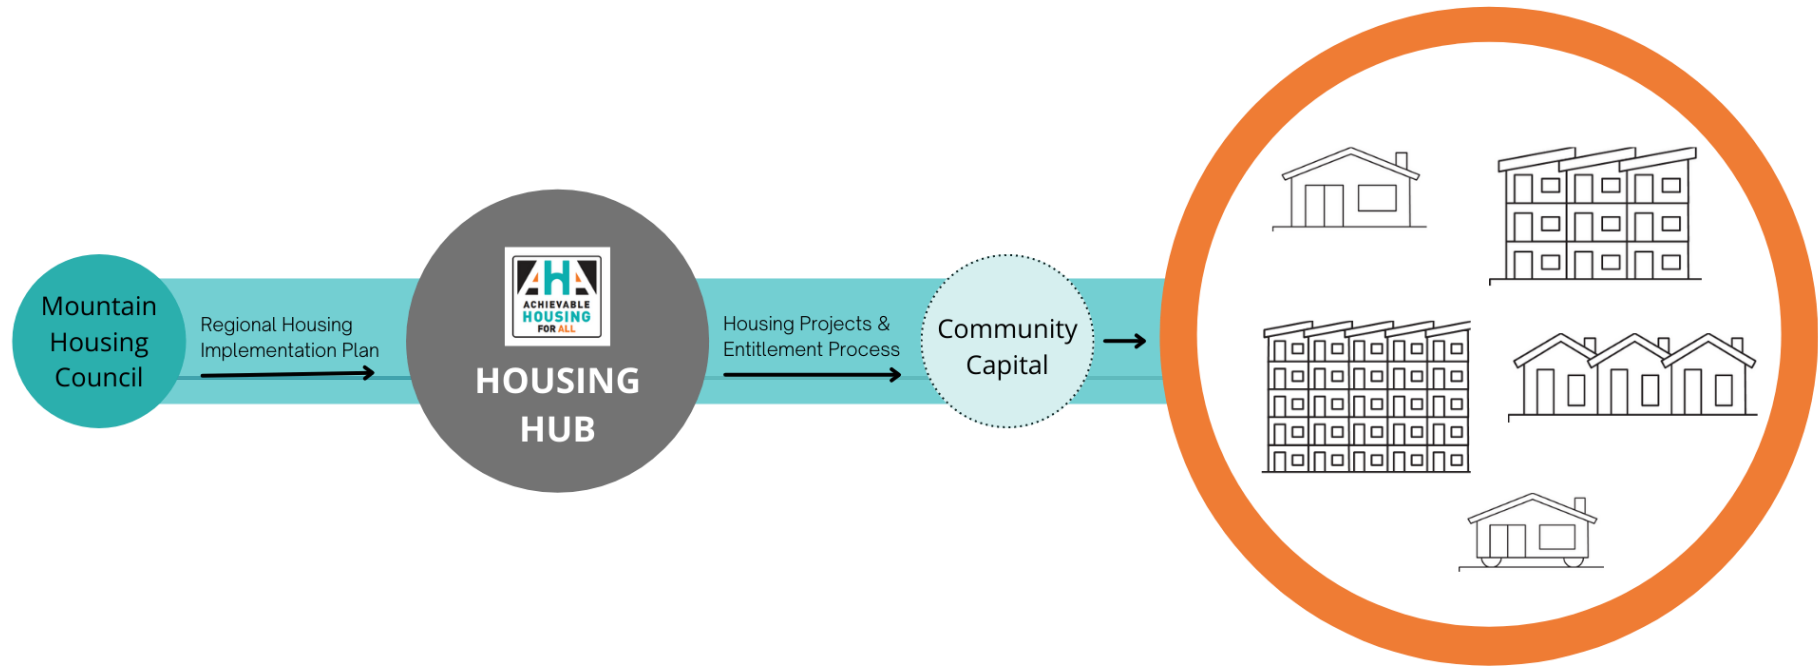 Mountain
Housing
Council
Regional Housing
Implementation Plan
AHA
ACHIEVABLE
HOUSING
FOR ALL
HOUSING
HUB
Housing Projects &
Entitlement Process
Community
Capital